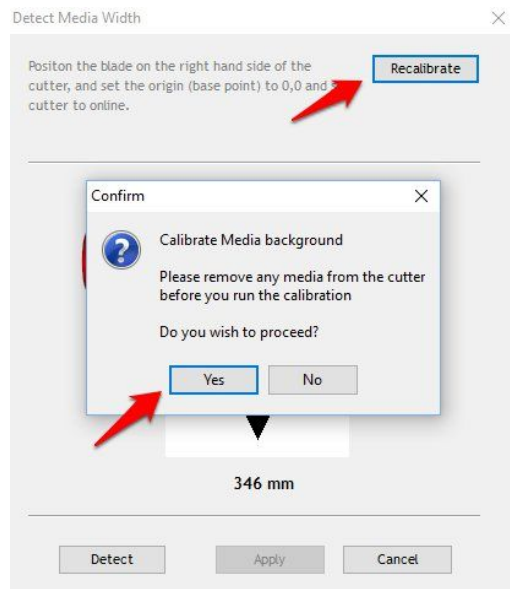 Detect Media Width
Positon the blade on the right hand side of the
cutter, and set the origin (base point) to 0,0 and
cutter to online.
Recalibrate
Confirm
Calibrate Media background
Please remove any media from the cutter
before you run the calibration
Do you wish to proceed?
Yes
No
346 mm
Detect
Apply
Cancel